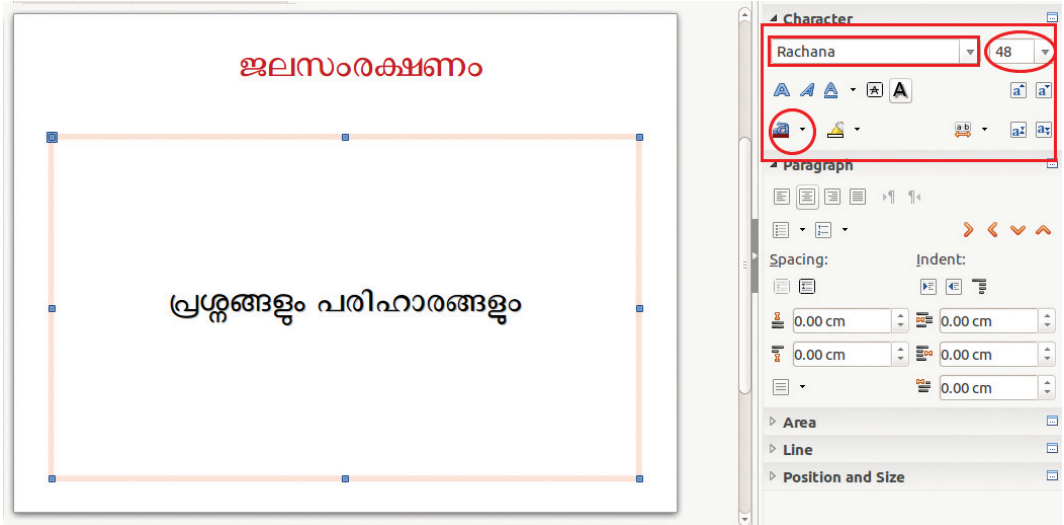 ജലസംരക്ഷണം
പ്രശ്നങ്ങളും പരിഹാരങ്ങളും
Character
Rachana
48
Paragraph
Spacing:
Indent:
0.00 cm
0.00 cm
0.00 cm
0.00 cm
0.00 cm
Area
Line
Position and Size